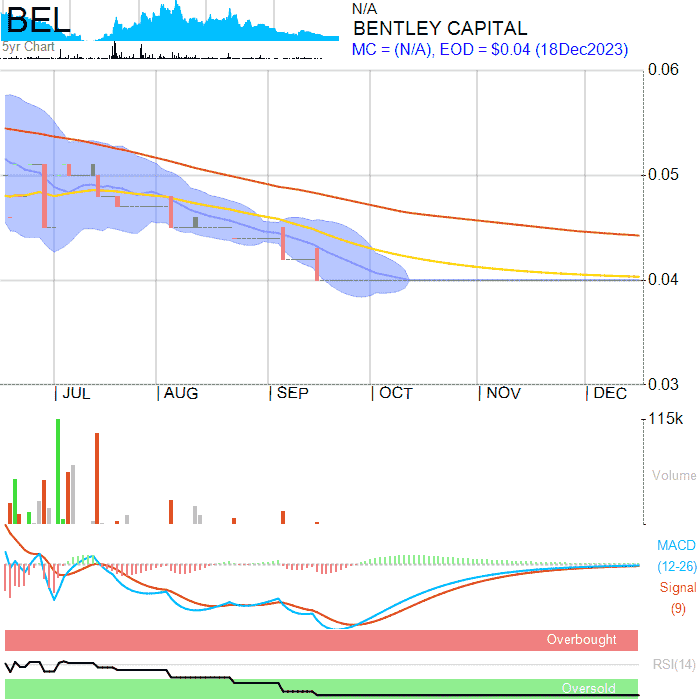 BEL
5yr Chart
N/A
BENTLEY CAPITAL
MC = (N/A), EOD = $0.04 (18Dec2023)
0.06
0.05
0.04
0.03
JUL AUG SEP OCT NOV DEC
115k
Volume
MACD
(12-26)
Signal
(9)
Overbought
RSI(14)
Oversold